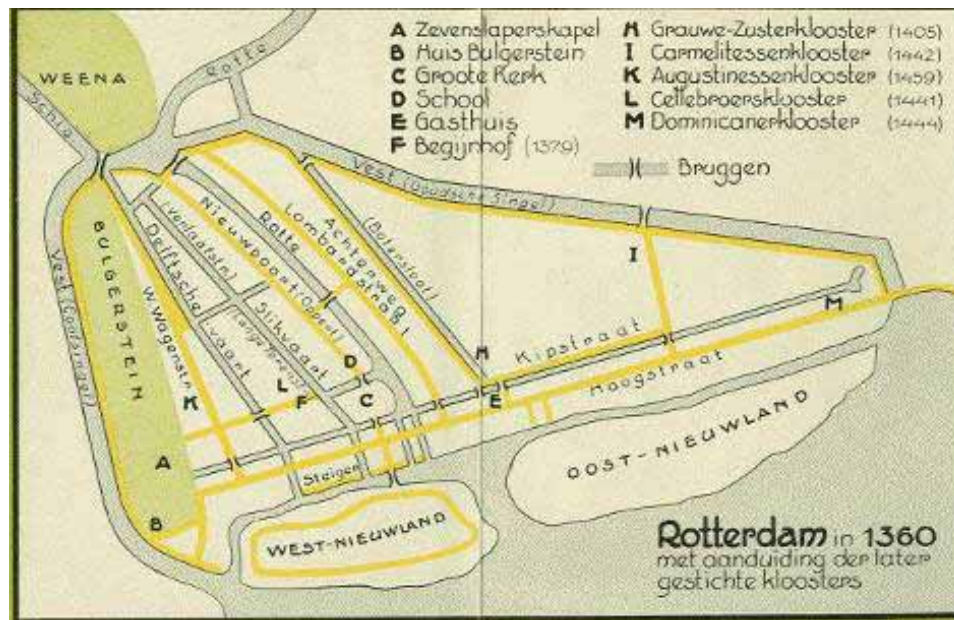 A Zevenslaperskapel
B Huis Bulgerstein
C Groote Kerk
D School
E Gasthuis
F Begijnhof (1379)
H Grauwe-Zusterklooster (1405)
I Carmelitessenklooster (1442)
K Augustinessenklooster (1459)
L Cellebroersklooster (1441)
M Dominicanerklooster (1444)
Bruggen
WEENA
Rotte
Schie
Vest (Goudsche Singel)
Vest (Coolsingel)
BULGERSTEIN
W.Wagenstr.
Delftsche vaart
Slikvaart
Nieuwpoort
Rotte
Lombardstraat
Achterweg
(Botersloot)
Kipstraat
Hoogstraat
I
M
H
D
C
L
F
K
E
A
B
Steiger
WEST-NIEUWLAND
OOST-NIEUWLAND
Rotterdam in 1360
met aanduiding der later
gestichte kloosters